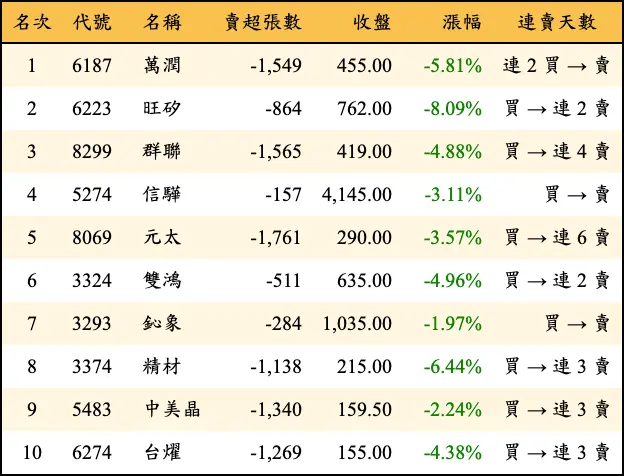 名次 代號 名稱 賣超張數 收盤 漲幅 連賣天數
1 6187 萬潤 -1,549 455.00 -5.81% 連 2 買 → 賣
2 6223 旺矽 -864 762.00 -8.09% 買 → 連 2 賣
3 8299 群聯 -1,565 419.00 -4.88% 買 → 連 4 賣
4 5274 信驊 -157 4,145.00 -3.11% 買 → 賣
5 8069 元太 -1,761 290.00 -3.57% 買 → 連 6 賣
6 3324 雙鴻 -511 635.00 -4.96% 買 → 連 2 賣
7 3293 鈊象 -284 1,035.00 -1.97% 買 → 賣
8 3374 精材 -1,138 215.00 -6.44% 買 → 連 3 賣
9 5483 中美晶 -1,340 159.50 -2.24% 買 → 連 3 賣
10 6274 台燿 -1,269 155.00 -4.38% 買 → 連 3 賣